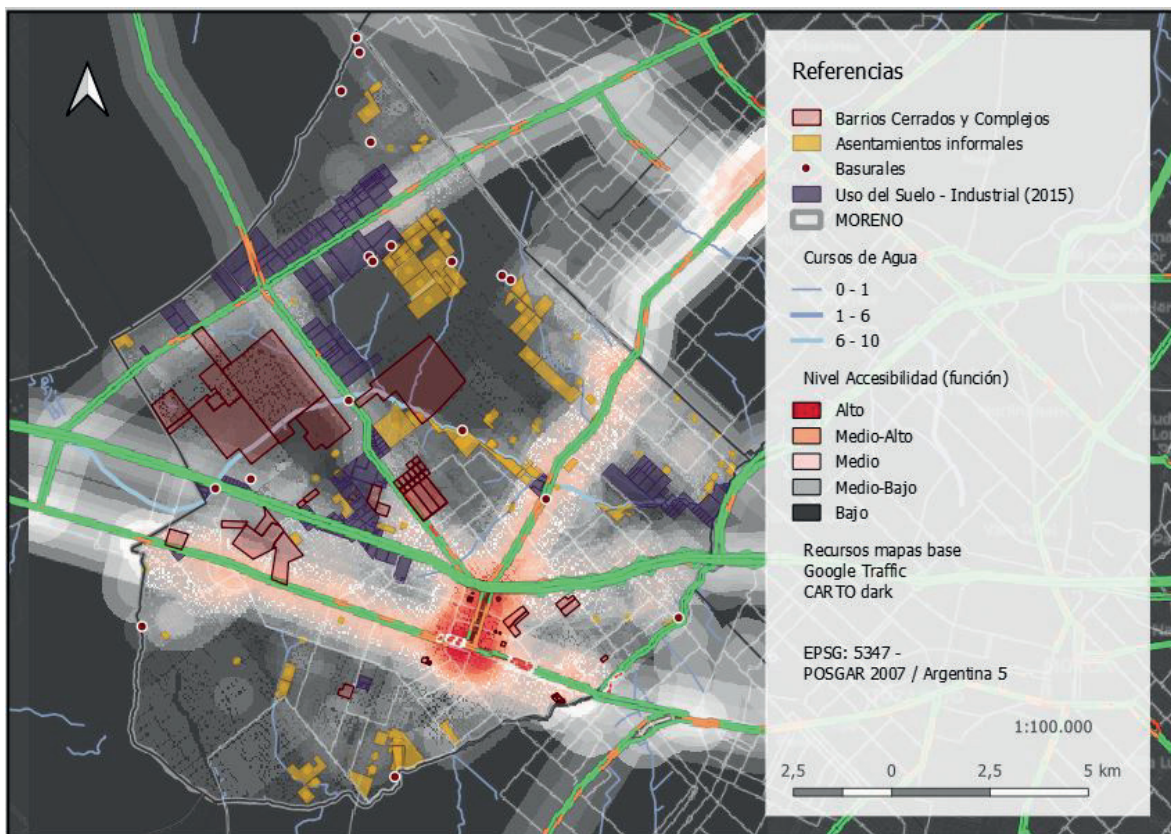 Referencias
Barrios Cerrados y Complejos
Asentamientos informales
Basurales
Uso del Suelo - Industrial (2015)
MORENO
Cursos de Agua
0 - 1
1 - 6
6 - 10
Nivel Accesibilidad (función)
Alto
Medio-Alto
Medio
Medio-Bajo
Bajo
Recursos mapas base
Google Traffic
CARTO dark
EPSG: 5347 -
POSGAR 2007 / Argentina 5
1:100.000
2,5 0 2,5 5 km